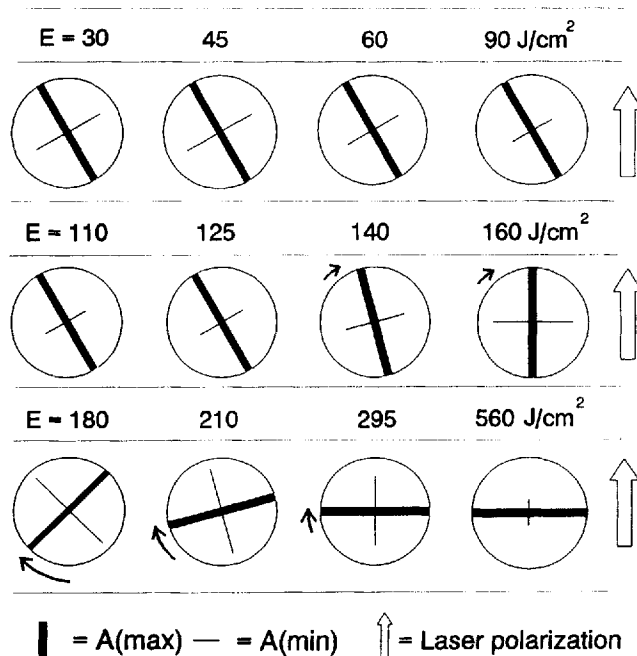 E = 30 45 60 90 J/cm²
E = 110 125 140 160 J/cm²
E = 180 210 295 560 J/cm²
= A(max) — = A(min) = Laser polarization